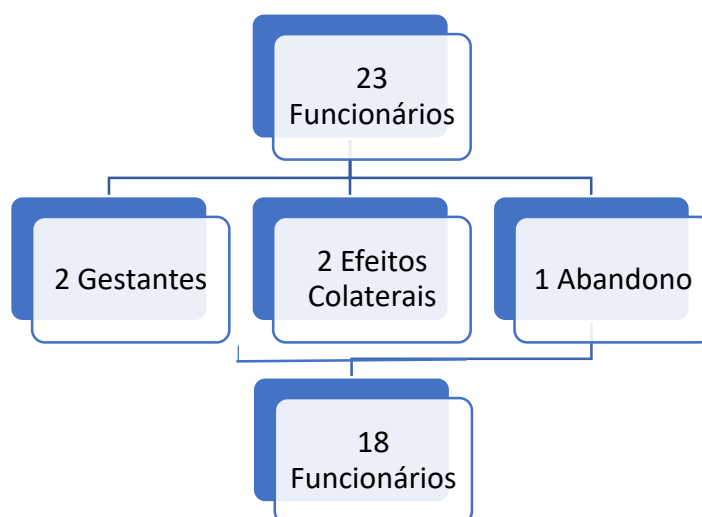 23
Funcionários
2 Gestantes
2 Efeitos
Colaterais
1 Abandono
18
Funcionários